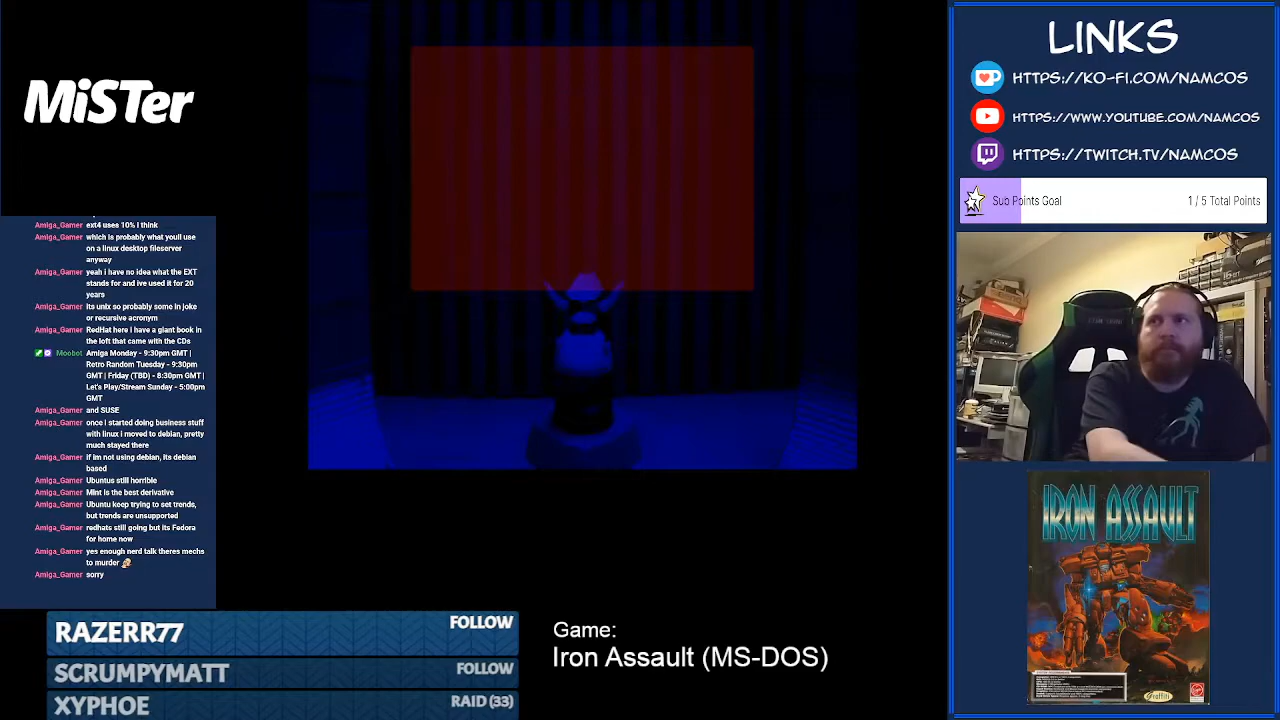 MiSTer
Amiga_Gamer ext4 uses 10% i think
Amiga_Gamer which is probably what youll use
on a linux desktop fileserver
anyway
Amiga_Gamer yeah i have no idea what the EXT
stands for and ive used it for 20
years
Amiga_Gamer its unix so probably some in joke
or recursive acronym
Amiga_Gamer RedHat here i have a giant book in
the loft that came with the CDs
Moobot Amiga Monday - 9:30pm GMT |
Retro Random Tuesday - 9:30pm
GMT | Friday (TBD) - 8:30pm GMT |
Let's Play/Stream Sunday - 5:00pm
GMT
Amiga_Gamer and SUSE
Amiga_Gamer once i started doing business stuff
with linux i moved to debian, pretty
much stayed there
Amiga_Gamer if im not using debian, its debian
based
Amiga_Gamer Ubuntus still horrible
Amiga_Gamer Mint is the best derivative
Amiga_Gamer Ubuntu keep trying to set trends,
but trends are unsupported
Amiga_Gamer redhats still going but its Fedora
for home now
Amiga_Gamer yes enough nerd talk theres mechs
to murder
Amiga_Gamer sorry
RAZERR77 FOLLOW
SCRUMPYMATT FOLLOW
XYPHOE RAID (33)
Game:
Iron Assault (MS-DOS)
LINKS
HTTPS://KO-FI.COM/NAMCOS
HTTPS://WWW.YOUTUBE.COM/NAMCOS
HTTPS://TWITCH.TV/NAMCOS
Sub Points Goal 1 / 5 Total Points
IRON ASSAULT
graffiti